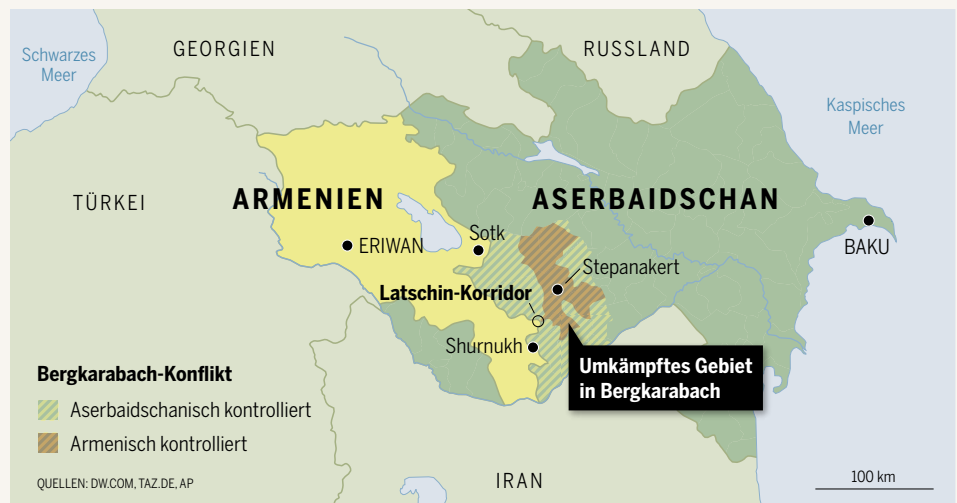 GEORGIEN
RUSSLAND
Schwarzes
Meer
Kaspisches
Meer
TÜRKEI
ARMENIEN
ASERBAIDSCHAN
ERIWAN
Sotk
BAKU
Stepanakert
Latschin-Korridor
Shurnukh
Umkämpftes Gebiet
in Bergkarabach
Bergkarabach-Konflikt
Aserbaidschanisch kontrolliert
Armenisch kontrolliert
QUELLEN: DW.COM, TAZ.DE, AP
IRAN
100 km